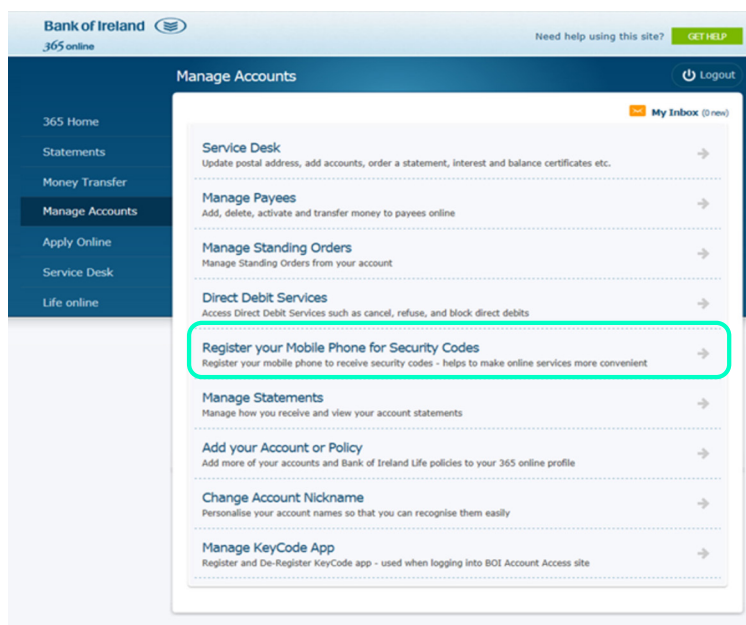 Bank of Ireland
365 online
Need help using this site?
GET HELP
Manage Accounts
Logout
My Inbox (0 new)
365 Home
Statements
Money Transfer
Manage Accounts
Apply Online
Service Desk
Life online
Service Desk
Update postal address, add accounts, order a statement, interest and balance certificates etc.
Manage Payees
Add, delete, activate and transfer money to payees online
Manage Standing Orders
Manage Standing Orders from your account
Direct Debit Services
Access Direct Debit Services such as cancel, refuse, and block direct debits
Register your Mobile Phone for Security Codes
Register your mobile phone to receive security codes - helps to make online services more convenient
Manage Statements
Manage how you receive and view your account statements
Add your Account or Policy
Add more of your accounts and Bank of Ireland Life policies to your 365 online profile
Change Account Nickname
Personalise your account names so that you can recognise them easily
Manage KeyCode App
Register and De-Register KeyCode app - used when logging into BOI Account Access site